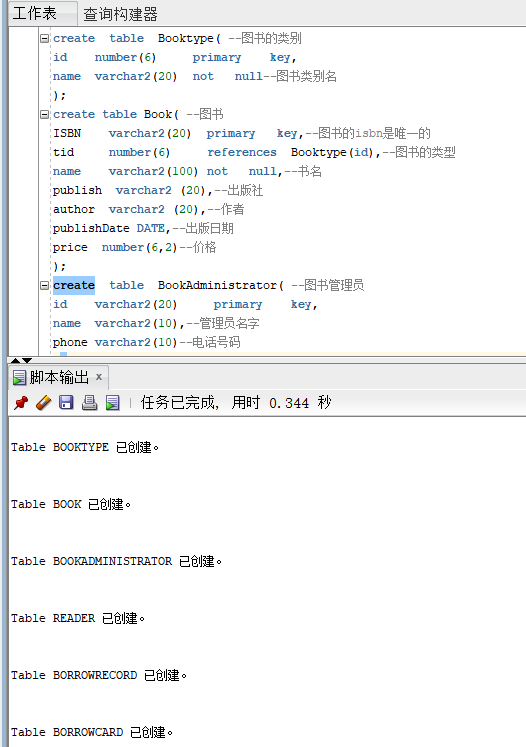 工作表 查询构建器
create table Booktype( --图书的类别
id number(6) primary key,
name varchar2(20) not null--图书类别名
);
create table Book( --图书
ISBN varchar2(20) primary key,--图书的isbn是唯一的
tid number(6) references Booktype(id),--图书的类型
name varchar2(100) not null,--书名
publish varchar2 (20),--出版社
author varchar2 (20),--作者
publishDate DATE,--出版日期
price number(6,2)--价格
);
create table BookAdministrator( --图书管理员
id varchar2(20) primary key,
name varchar2(10),--管理员名字
phone varchar2(10)--电话号码
脚本输出 x
任务已完成, 用时 0.344 秒
Table BOOKTYPE 已创建。
Table BOOK 已创建。
Table BOOKADMINISTRATOR 已创建。
Table READER 已创建。
Table BORROWRECORD 已创建。
Table BORROWCARD 已创建。